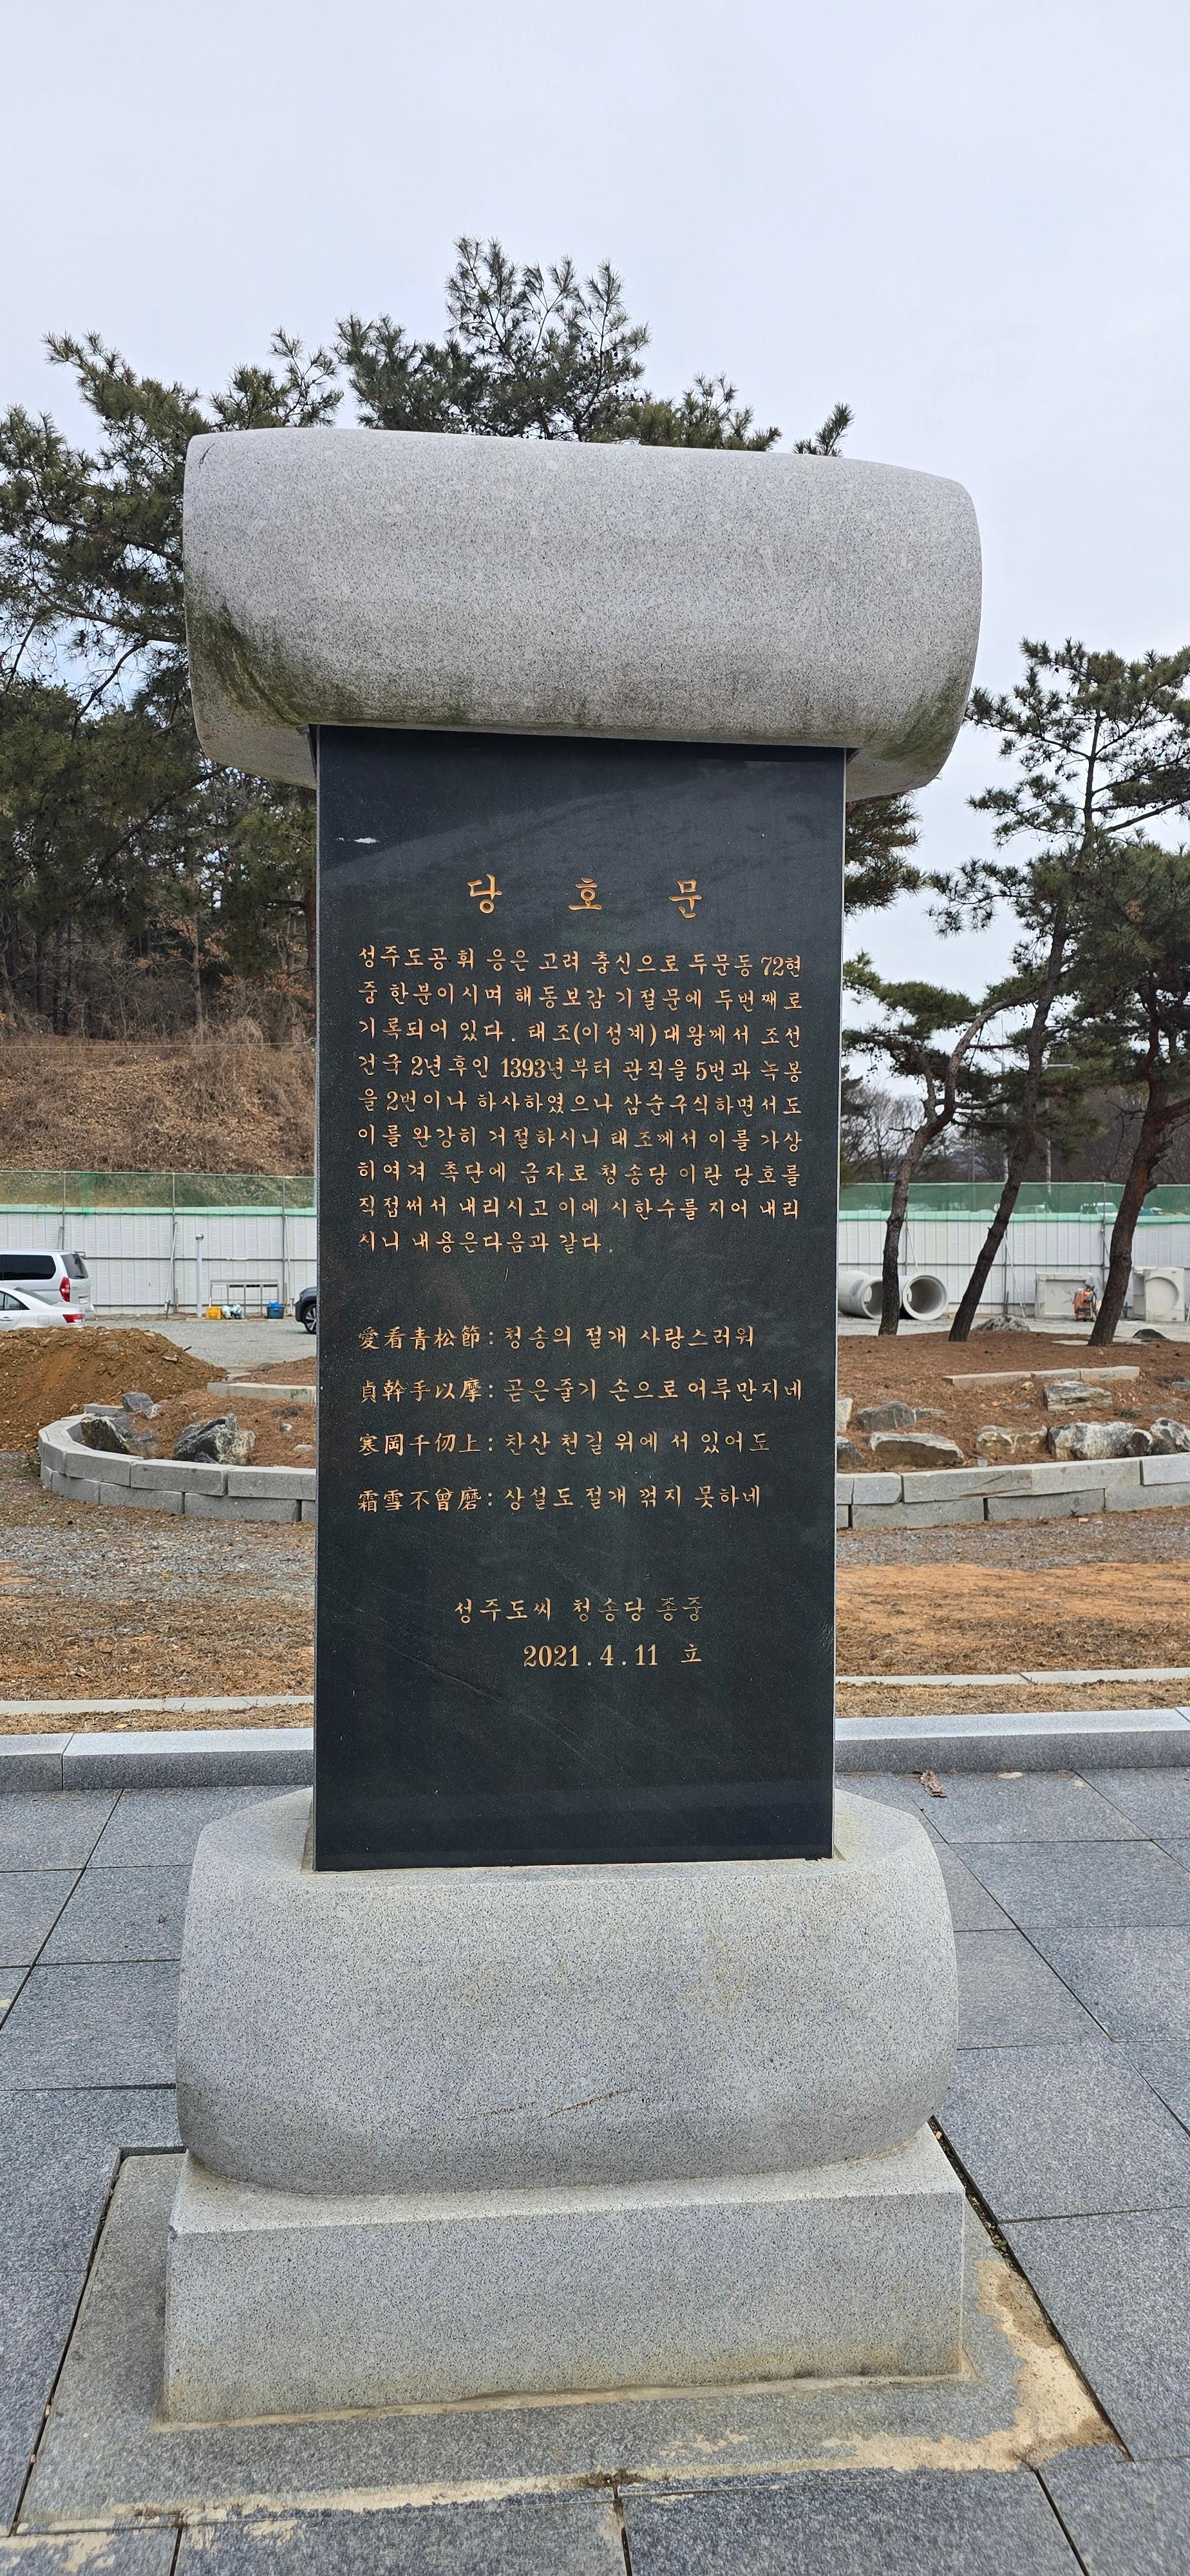 당 호 문
성주도공 휘 응은 고려 충신으로 두문동 72현
중 한분이시며 해동보감 기절문에 두번째로
기록되어 있다. 태조(이성계) 대왕께서 조선
건국 2년후인 1393년부터 관직을 5번과 녹봉
을 2번이나 하사하였으나 삼순구식하면서도
이를 완강히 거절하시니 태조께서 이를 가상
히여겨 촉단에 금자로 청송당 이란 당호를
직접써서 내리시고 이에 시한수를 지어 내리
시니 내용은다음과 같다.
愛看青松節 : 청송의 절개 사랑스러워
貞幹手以摩 : 곧은줄기 손으로 어루만지네
寒岡千仞上 : 찬산 천길 위에 서 있어도
霜雪不曾磨 : 상설도 절개 꺾지 못하네
성주도씨 청송당 종중
2021.4.11 효